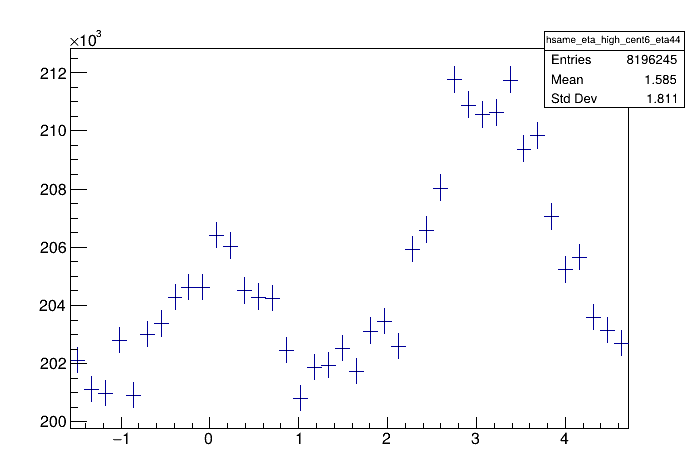 ×10³
hsame_eta_high_cent6_eta44
Entries 8196245
Mean 1.585
Std Dev 1.811
212
210
208
206
204
202
200
−1 0 1 2 3 4